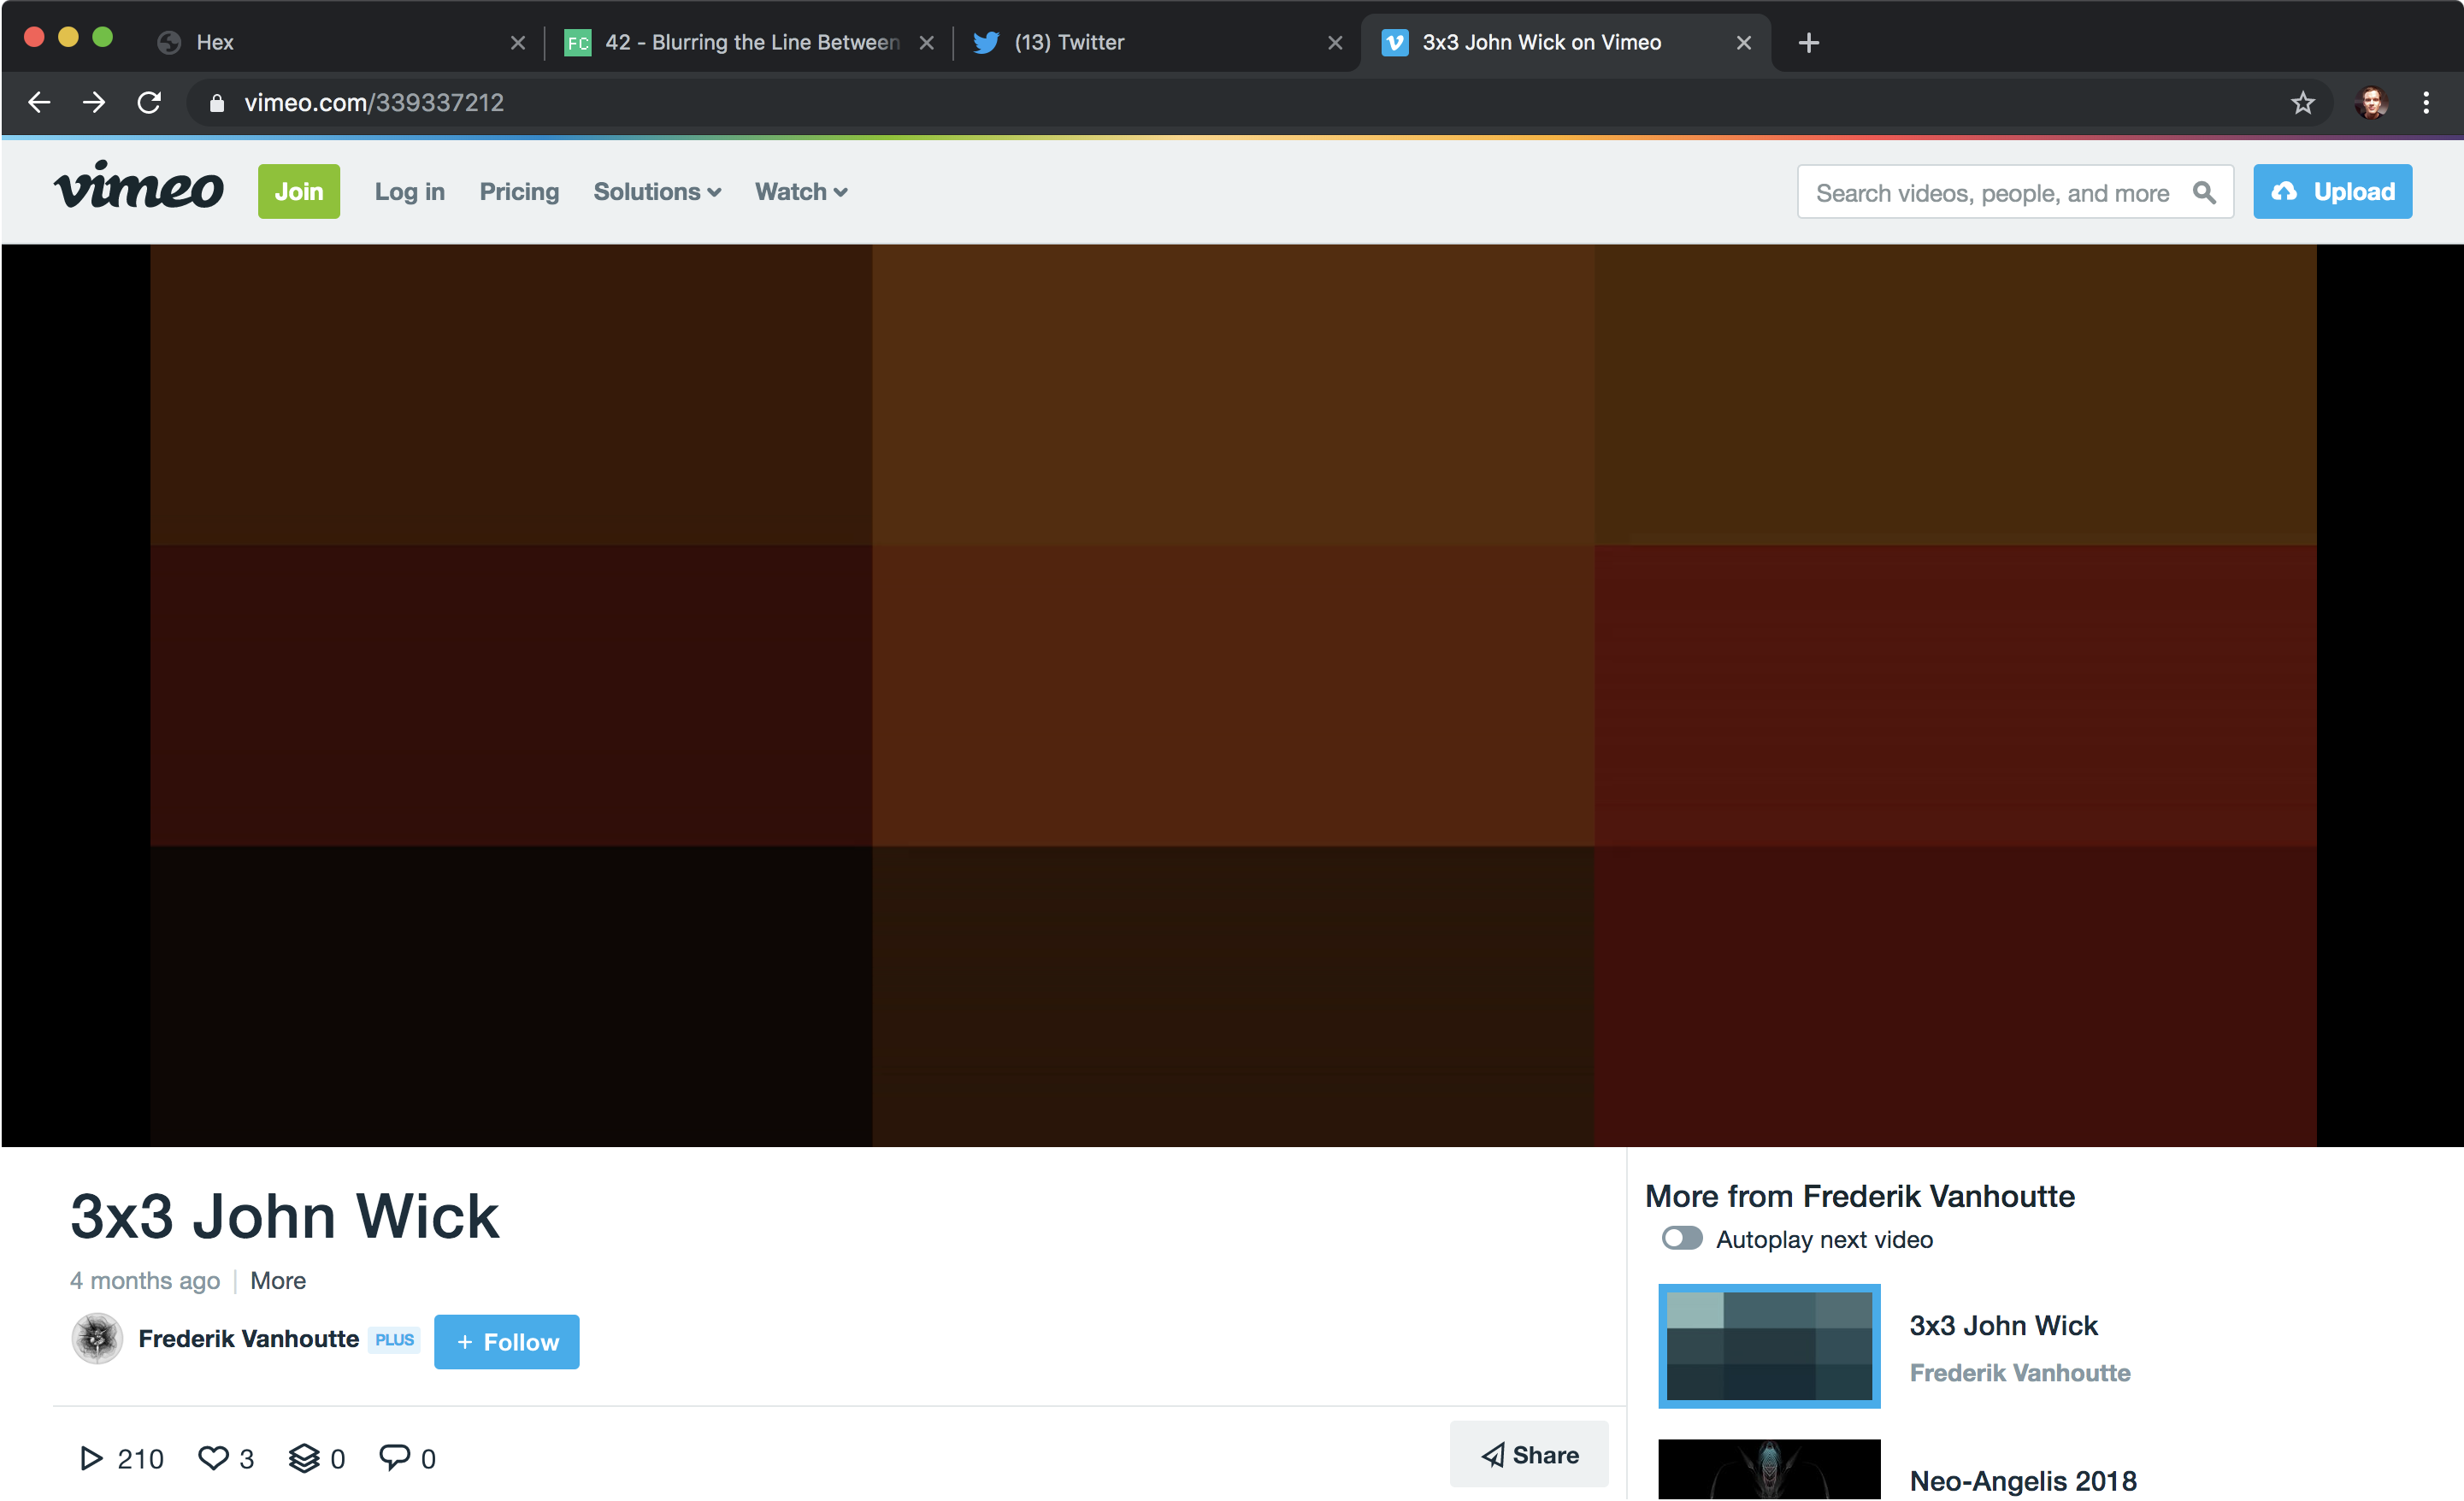 Hex
FC 42 - Blurring the Line Between
(13) Twitter
3x3 John Wick on Vimeo
vimeo.com/339337212
vimeo
Join
Log in
Pricing
Solutions
Watch
Search videos, people, and more
Upload
3x3 John Wick
4 months ago
More
Frederik Vanhoutte PLUS
+ Follow
210
3
0
0
Share
More from Frederik Vanhoutte
Autoplay next video
3x3 John Wick
Frederik Vanhoutte
Neo-Angelis 2018